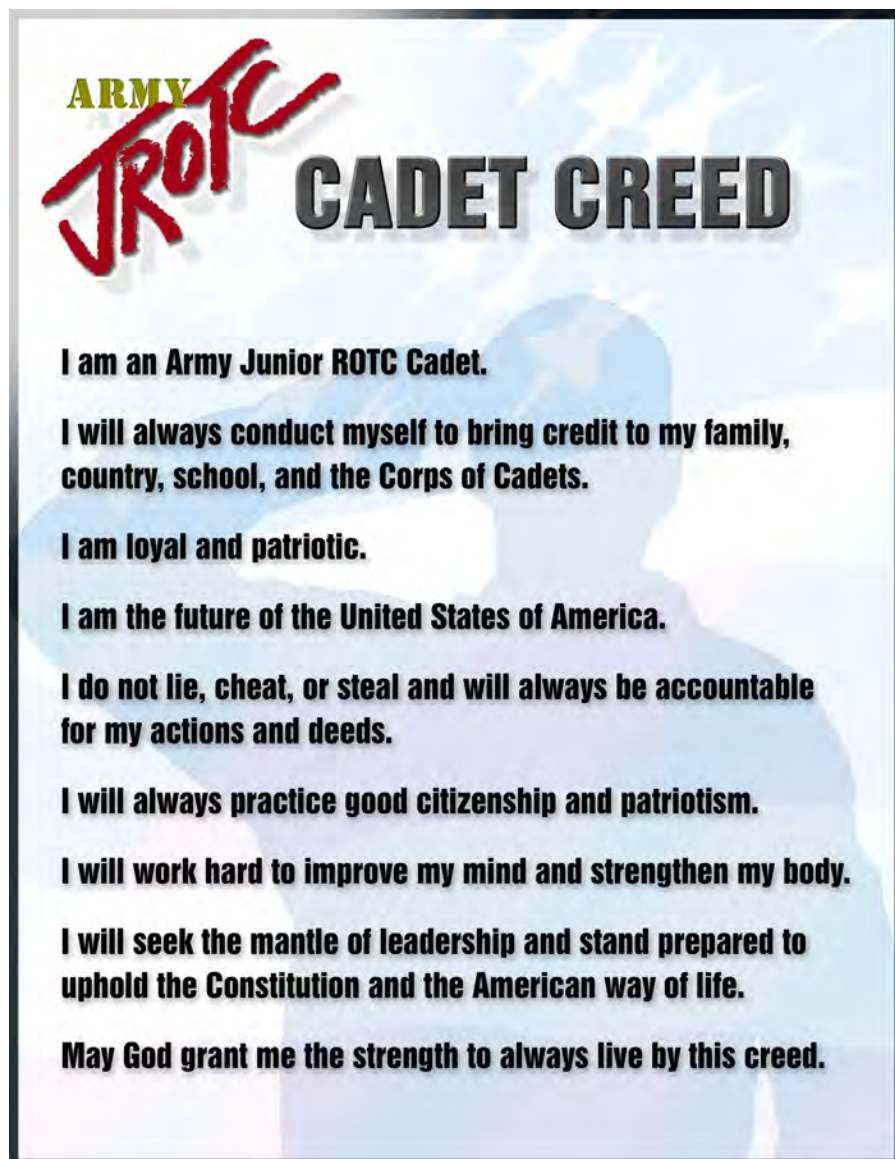 ARMY
JROTC
CADET CREED
I am an Army Junior ROTC Cadet.
I will always conduct myself to bring credit to my family,
country, school, and the Corps of Cadets.
I am loyal and patriotic.
I am the future of the United States of America.
I do not lie, cheat, or steal and will always be accountable
for my actions and deeds.
I will always practice good citizenship and patriotism.
I will work hard to improve my mind and strengthen my body.
I will seek the mantle of leadership and stand prepared to
uphold the Constitution and the American way of life.
May God grant me the strength to always live by this creed.